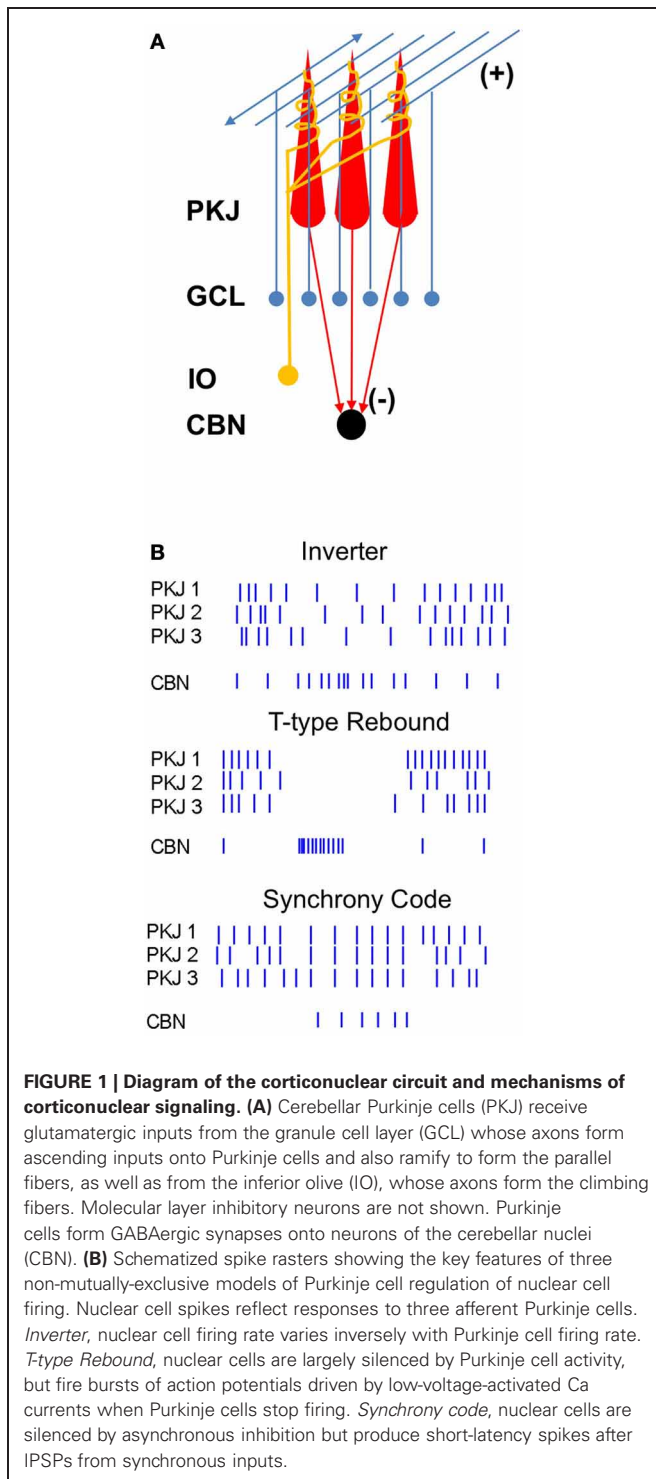 A
(+)
PKJ
GCL
IO
(-)
CBN
B
Inverter
PKJ 1
PKJ 2
PKJ 3
CBN
T-type Rebound
PKJ 1
PKJ 2
PKJ 3
CBN
Synchrony Code
PKJ 1
PKJ 2
PKJ 3
CBN
FIGURE 1 | Diagram of the corticonuclear circuit and mechanisms of
corticonuclear signaling. (A) Cerebellar Purkinje cells (PKJ) receive
glutamatergic inputs from the granule cell layer (GCL) whose axons form
ascending inputs onto Purkinje cells and also ramify to form the parallel
fibers, as well as from the inferior olive (IO), whose axons form the climbing
fibers. Molecular layer inhibitory neurons are not shown. Purkinje
cells form GABAergic synapses onto neurons of the cerebellar nuclei
(CBN). (B) Schematized spike rasters showing the key features of three
non-mutually-exclusive models of Purkinje cell regulation of nuclear cell
firing. Nuclear cell spikes reflect responses to three afferent Purkinje cells.
Inverter, nuclear cell firing rate varies inversely with Purkinje cell firing rate.
T-type Rebound, nuclear cells are largely silenced by Purkinje cell activity,
but fire bursts of action potentials driven by low-voltage-activated Ca
currents when Purkinje cells stop firing. Synchrony code, nuclear cells are
silenced by asynchronous inhibition but produce short-latency spikes after
IPSPs from synchronous inputs.